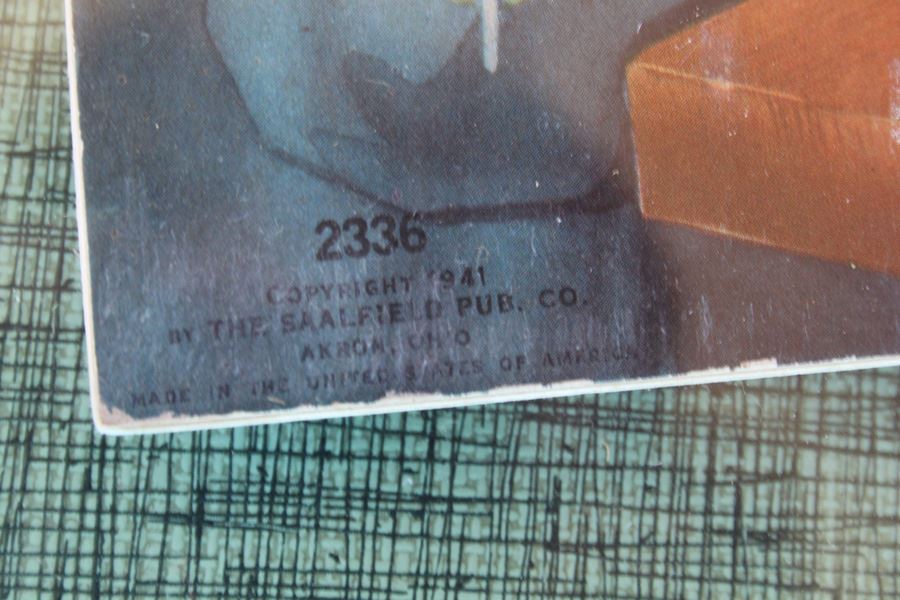 2336
COPYRIGHT 1941
BY THE SAALFIELD PUB. CO.
AKRON, OHIO
MADE IN THE UNITED STATES OF AMERICA